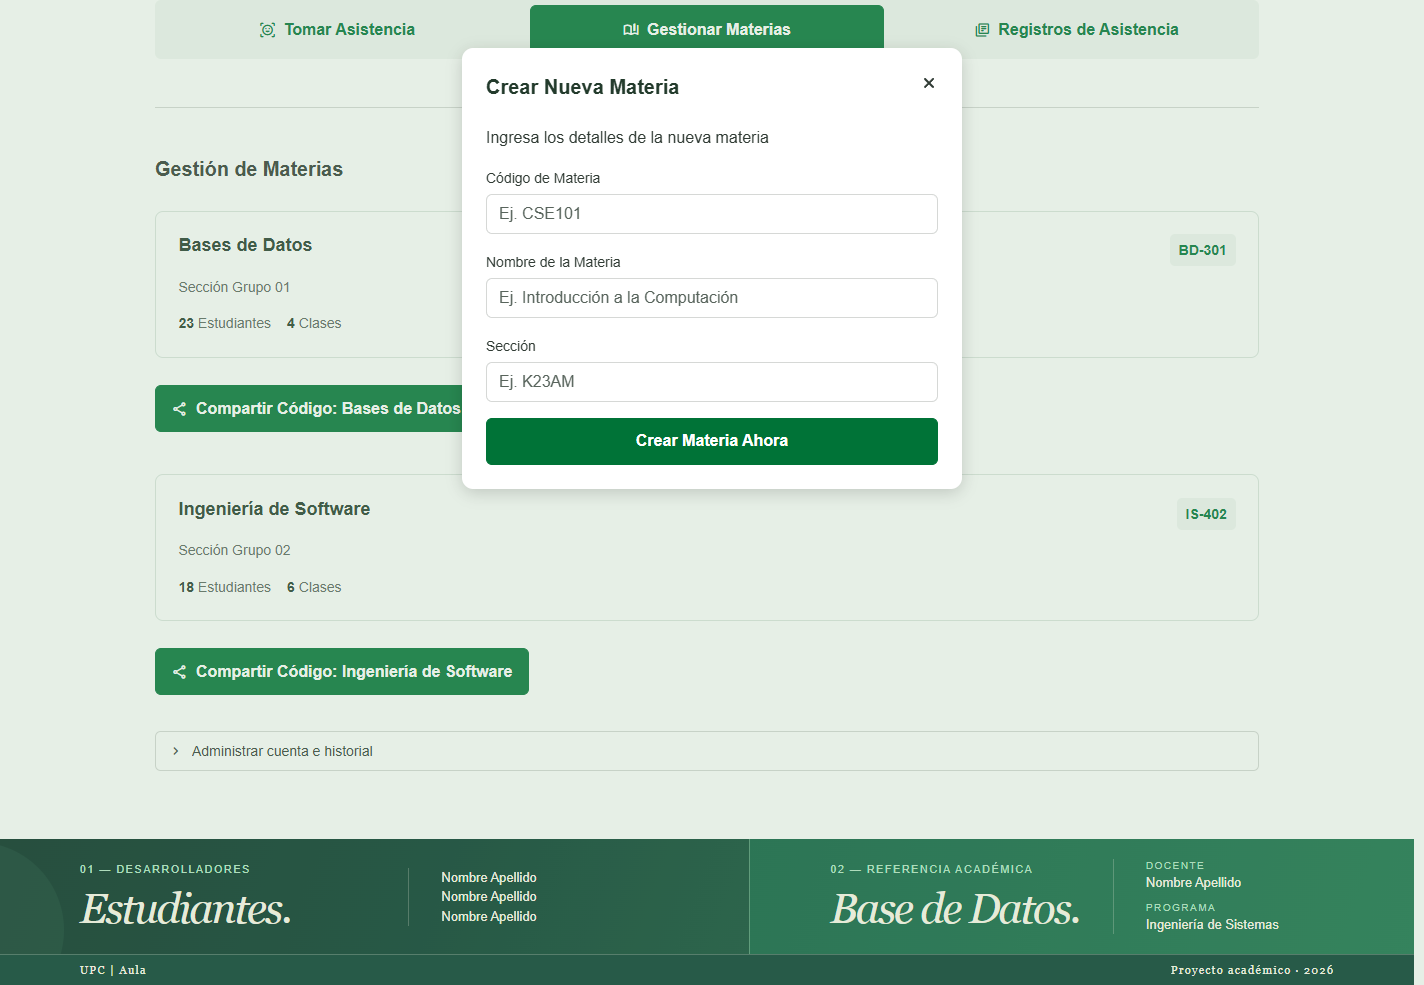 Tomar Asistencia
Gestionar Materias
Registros de Asistencia
Crear Nueva Materia
Ingresa los detalles de la nueva materia
Código de Materia
Ej. CSE101
Nombre de la Materia
Ej. Introducción a la Computación
Sección
Ej. K23AM
Crear Materia Ahora
Gestión de Materias
Bases de Datos
BD-301
Sección Grupo 01
23 Estudiantes 4 Clases
Compartir Código: Bases de Datos
Ingeniería de Software
IS-402
Sección Grupo 02
18 Estudiantes 6 Clases
Compartir Código: Ingeniería de Software
Administrar cuenta e historial
01 — DESARROLLADORES
Estudiantes.
Nombre Apellido
Nombre Apellido
Nombre Apellido
02 — REFERENCIA ACADÉMICA
Base de Datos.
DOCENTE
Nombre Apellido
PROGRAMA
Ingeniería de Sistemas
UPC | Aula
Proyecto académico · 2026